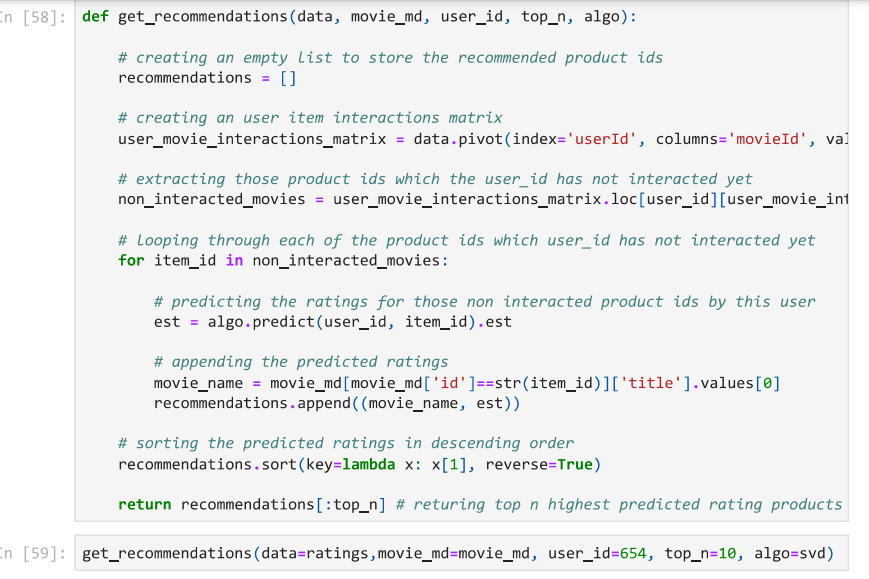 In [58]: def get_recommendations(data, movie_md, user_id, top_n, algo):
# creating an empty list to store the recommended product ids
recommendations = []
# creating an user item interactions matrix
user_movie_interactions_matrix = data.pivot(index='userId', columns='movieId',
# extracting those product ids which the user_id has not interacted yet
non_interacted_movies = user_movie_interactions_matrix.loc[user_id][user_movie_int
# looping through each of the product ids which user_id has not interacted yet
for item_id in non_interacted_movies:
# predicting the ratings for those non interacted product ids by this user
est = algo.predict(user_id, item_id).est
# appending the predicted ratings
movie_name = movie_md[movie_md['id']==str(item_id)]['title'].values[0]
recommendations.append((movie_name, est))
# sorting the predicted ratings in descending order
recommendations.sort(key=lambda x: x[1], reverse=True)
return recommendations[:top_n] # returing top n highest predicted rating products
In [59]: get_recommendations(data=ratings,movie_md=movie_md, user_id=654, top_n=10, algo=svd)